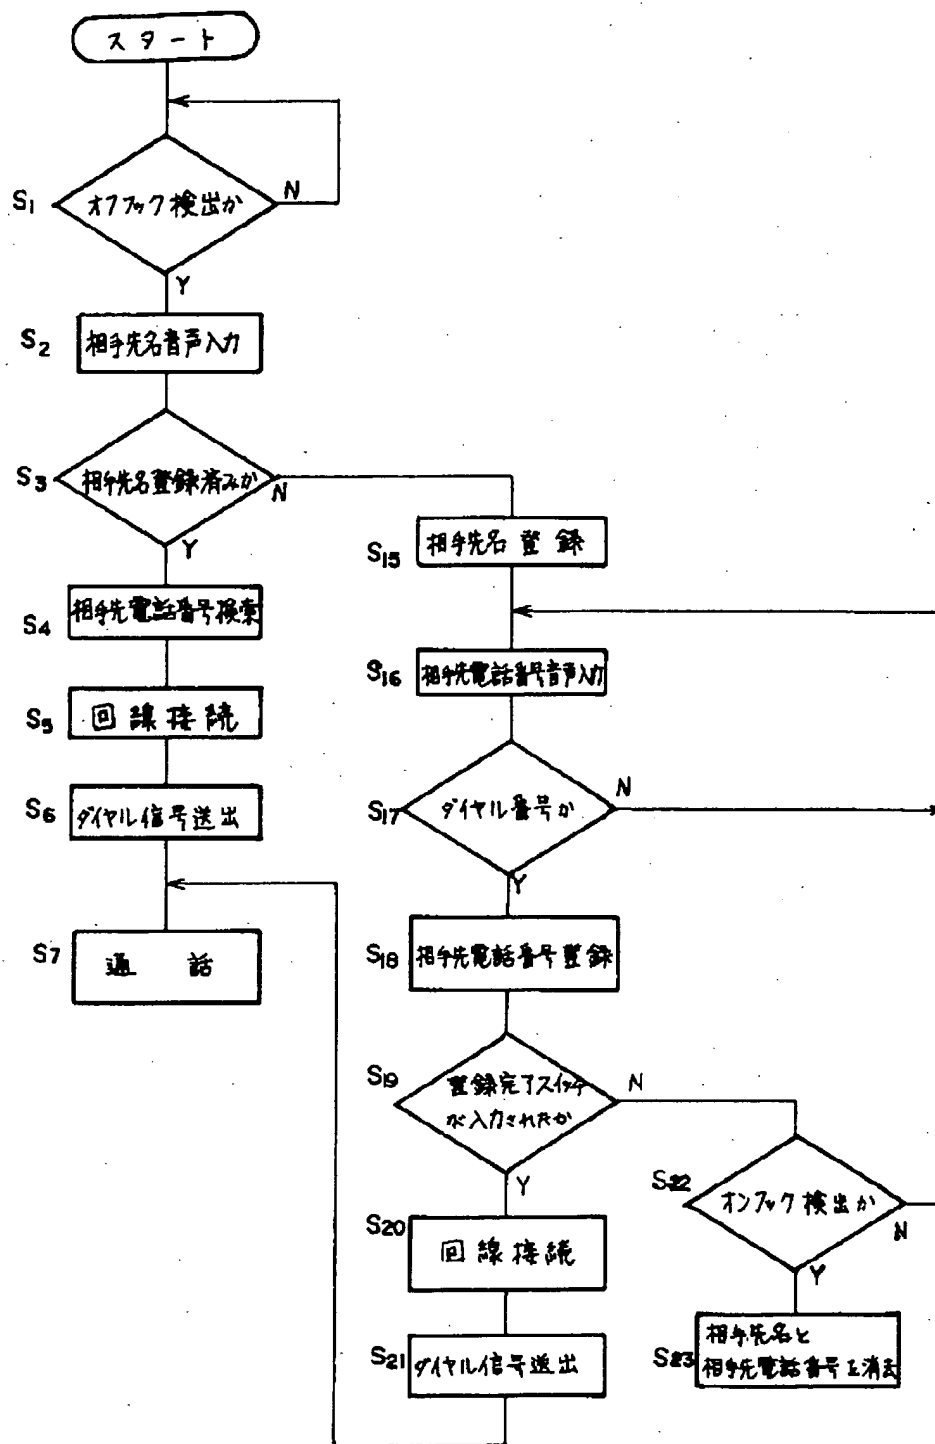 スタート
S1
オフフック検出か
N
Y
S2
相手先名音声入力
S3
相手先名登録済みか
N
Y
S4
相手先電話番号検索
S5
回線接続
S6
ダイヤル信号送出
S7
通話
S15
相手先名登録
S16
相手先電話番号音声入力
S17
ダイヤル番号か
N
Y
S18
相手先電話番号登録
S19
登録完了スイッチ
が入力されたか
N
Y
S20
回線接続
S21
ダイヤル信号送出
S22
オンフック検出か
N
Y
S23
相手先名と
相手先電話番号を消去